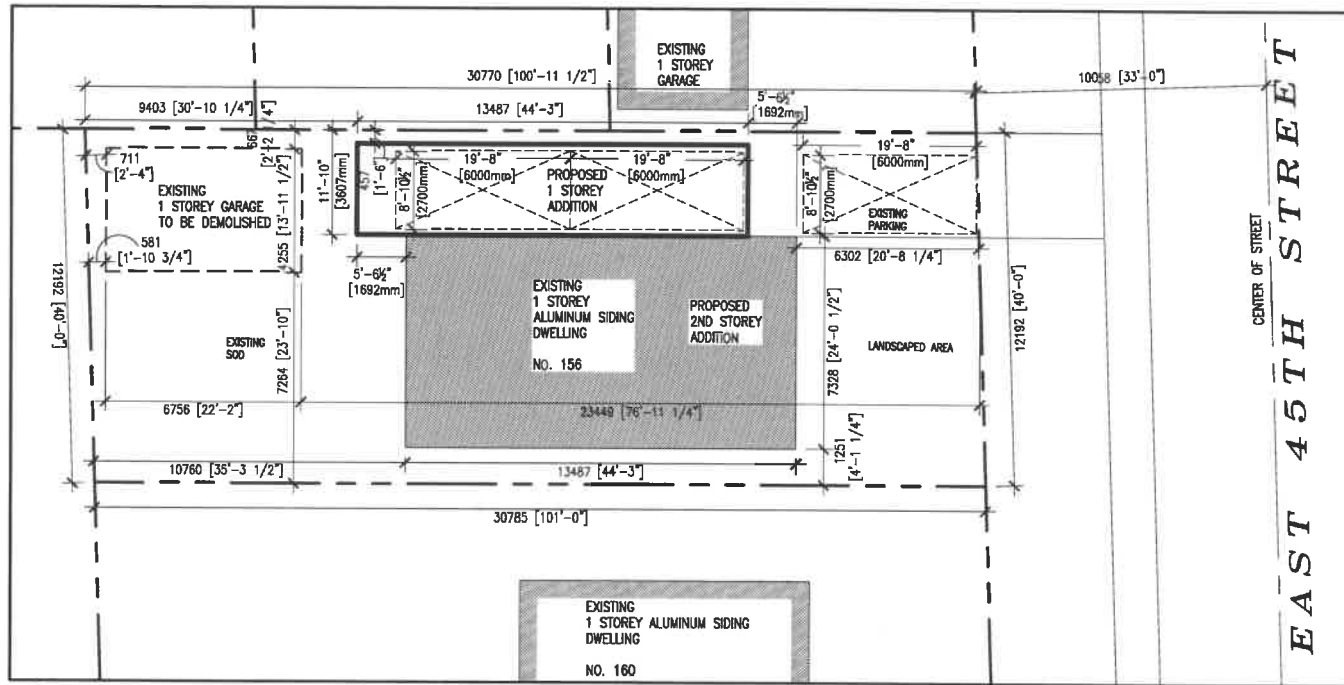 EXISTING
1 STOREY
GARAGE
30770 [100'-11 1/2"]
10058 [33'-0"]
9403 [30'-10 1/4"]
13487 [44'-3"]
5'-6½"
[1692mm]
667
[2'-2 1/4"]
711
[2'-4"]
EXISTING
1 STOREY GARAGE
TO BE DEMOLISHED
4255 [13'-11 1/2"]
11'-10"
[3607mm]
457
[1'-6"]
8'-10½"
[2700mm]
19'-8"
[6000mm]
PROPOSED
1 STOREY
ADDITION
19'-8"
[6000mm]
19'-8"
[6000mm]
8'-10½"
[2700mm]
EXISTING
PARKING
581
[1'-10 3/4"]
5'-6½"
[1692mm]
6302 [20'-8 1/4"]
12192 [40'-0"]
EXISTING
SOD
7264 [23'-10"]
EXISTING
1 STOREY
ALUMINUM SIDING
DWELLING
NO. 156
PROPOSED
2ND STOREY
ADDITION
7328 [24'-0 1/2"]
LANDSCAPED AREA
12192 [40'-0"]
CENTER OF STREET
EAST 45TH STREET
6756 [22'-2"]
23449 [76'-11 1/4"]
1251
[4'-1 1/4"]
10760 [35'-3 1/2"]
13487 [44'-3"]
30785 [101'-0"]
EXISTING
1 STOREY ALUMINUM SIDING
DWELLING
NO. 160